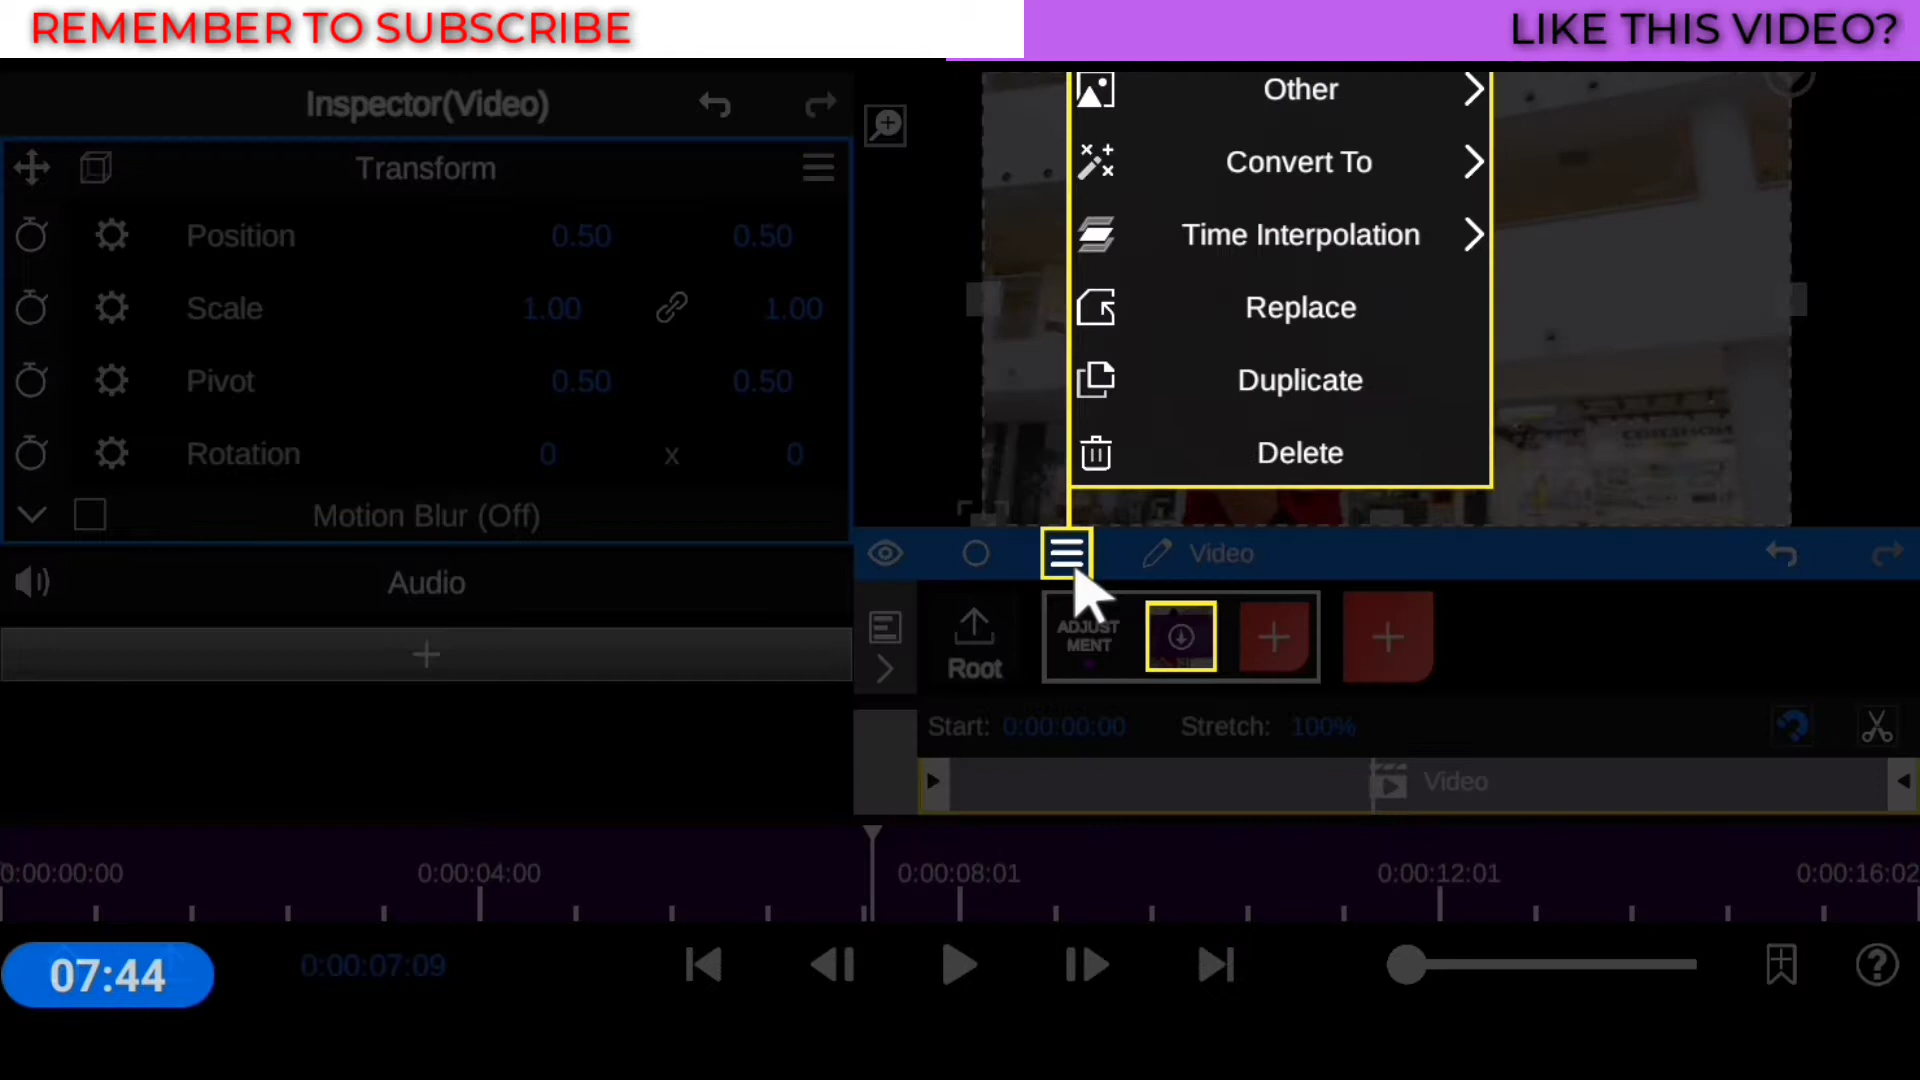 REMEMBER TO SUBSCRIBE
LIKE THIS VIDEO?
Inspector(Video)
Transform
Position 0.50 0.50
Scale 1.00 1.00
Pivot 0.50 0.50
Rotation 0 x 0
Motion Blur (Off)
Audio
Other
Convert To
Time Interpolation
Replace
Duplicate
Delete
Video
Root
ADJUST
MENT
Start: 0:00:00:00 Stretch: 100%
Video
0:00:00:00 0:00:04:00 0:00:08:01 0:00:12:01 0:00:16:02
07:44
0:00:07:09